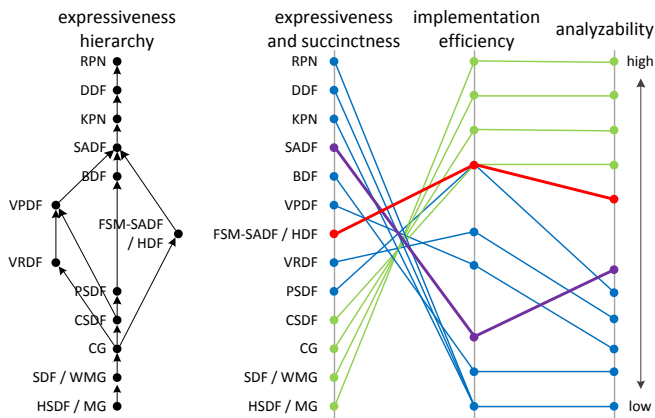 expressiveness
hierarchy
RPN
DDF
KPN
SADF
BDF
VPDF
FSM-SADF
/ HDF
VRDF
PSDF
CSDF
CG
SDF / WMG
HSDF / MG
expressiveness
and succinctness
implementation
efficiency
analyzability
RPN
DDF
KPN
SADF
BDF
VPDF
FSM-SADF / HDF
VRDF
PSDF
CSDF
CG
SDF / WMG
HSDF / MG
high
low